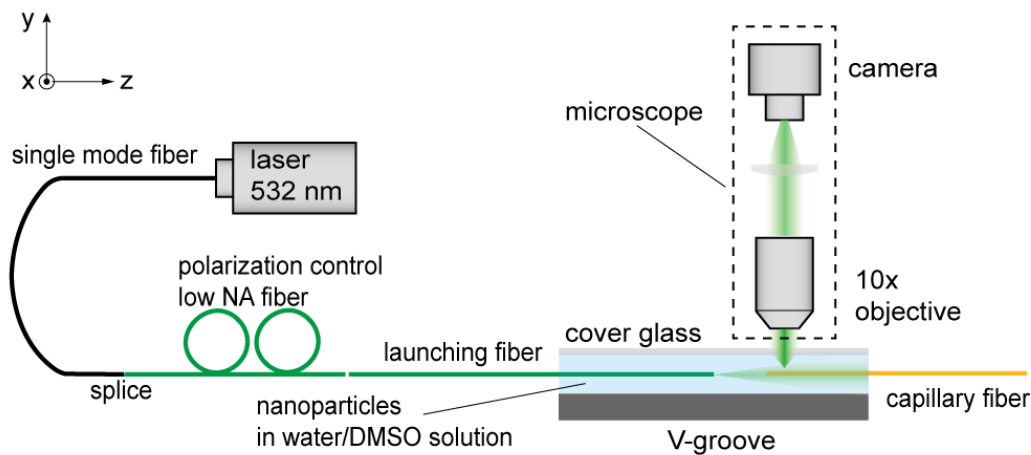 y
x
z
single mode fiber
laser
532 nm
polarization control
low NA fiber
splice
launching fiber
nanoparticles
in water/DMSO solution
cover glass
V-groove
microscope
camera
10x
objective
capillary fiber